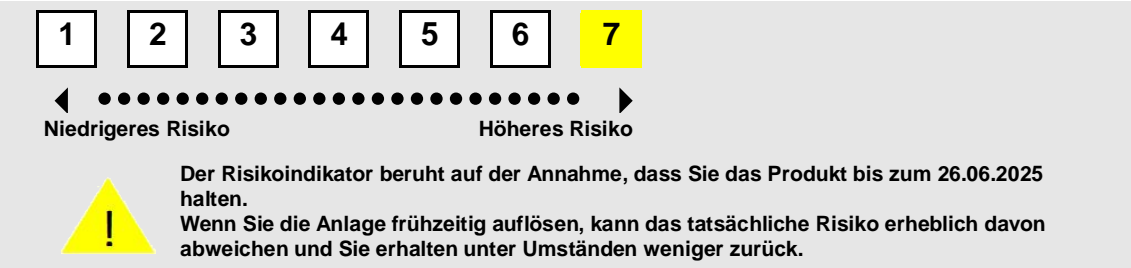 1 2 3 4 5 6 7
Niedrigeres Risiko Höheres Risiko
Der Risikoindikator beruht auf der Annahme, dass Sie das Produkt bis zum 26.06.2025
halten.
Wenn Sie die Anlage frühzeitig auflösen, kann das tatsächliche Risiko erheblich davon
abweichen und Sie erhalten unter Umständen weniger zurück.
!